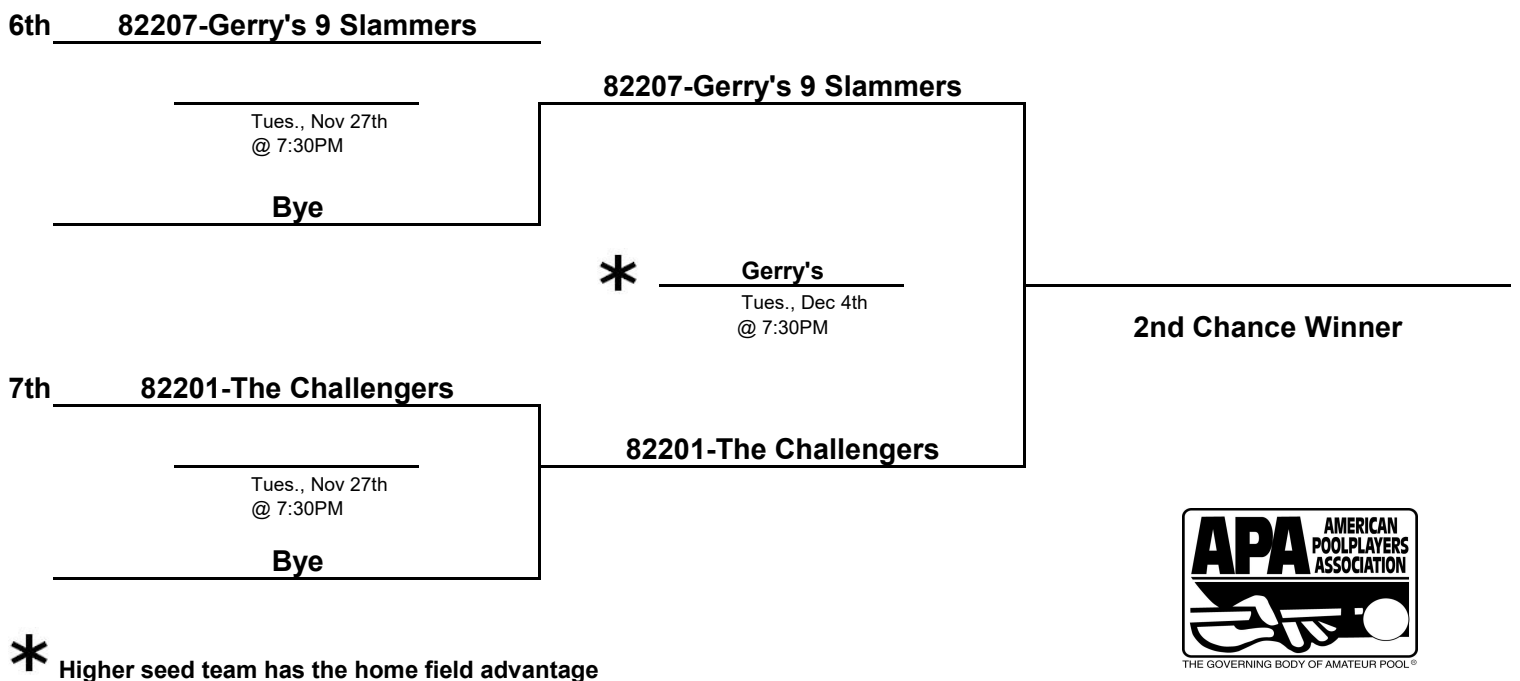 6th 82207-Gerry's 9 Slammers
82207-Gerry's 9 Slammers
Tues., Nov 27th
@ 7:30PM
Bye
* Gerry's
Tues., Dec 4th
@ 7:30PM
2nd Chance Winner
7th 82201-The Challengers
82201-The Challengers
Tues., Nov 27th
@ 7:30PM
Bye
APA AMERICAN
POOLPLAYERS
ASSOCIATION
THE GOVERNING BODY OF AMATEUR POOL®
* Higher seed team has the home field advantage